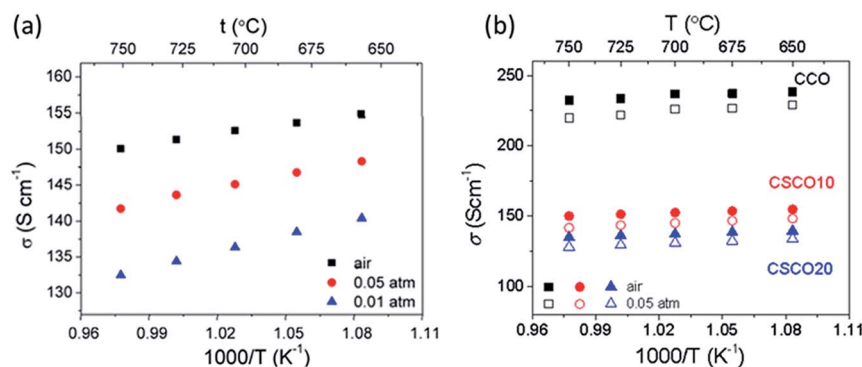 (a)
t (°C)
750 725 700 675 650
160
155
150
145
140
135
130
σ (S cm⁻¹)
air
0.05 atm
0.01 atm
0.96 0.99 1.02 1.05 1.08 1.11
1000/T (K⁻¹)
(b)
T (°C)
750 725 700 675 650
250
200
150
100
σ (Scm⁻¹)
CCO
CSCO10
CSCO20
air
0.05 atm
0.96 0.99 1.02 1.05 1.08 1.11
1000/T (K⁻¹)